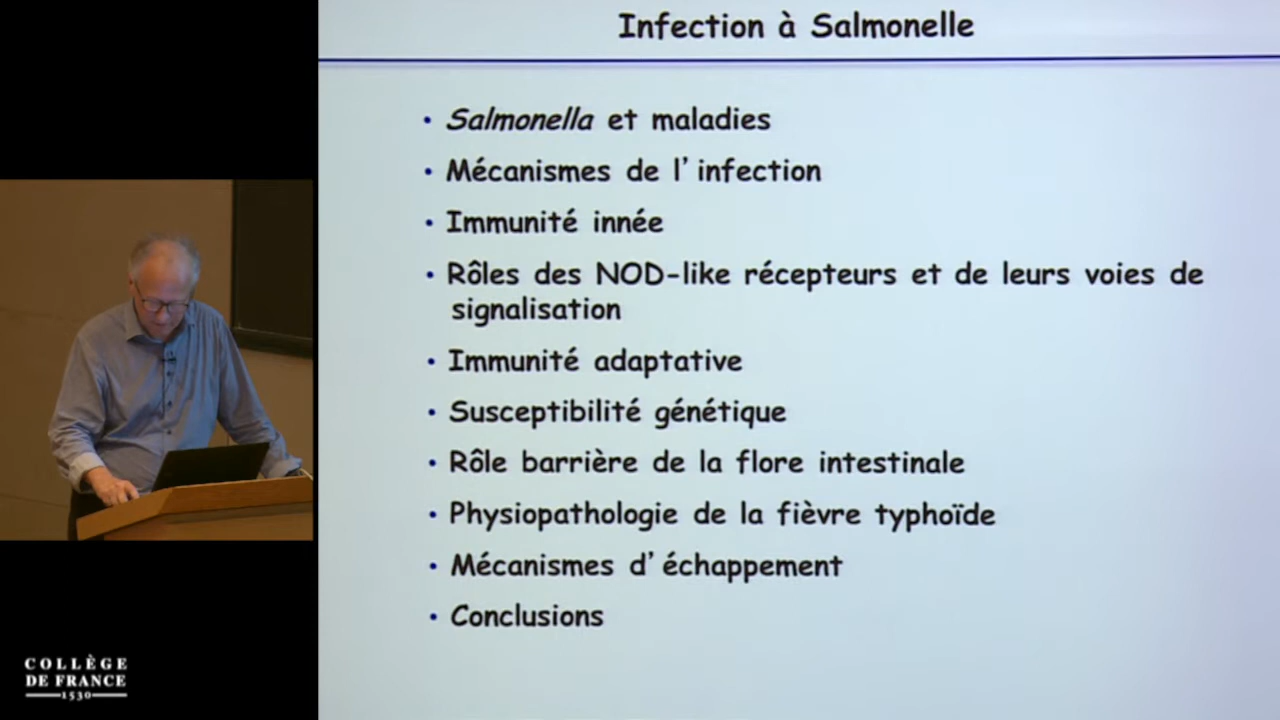 Infection à Salmonelle
• Salmonella et maladies
• Mécanismes de l’infection
• Immunité innée
• Rôles des NOD-like récepteurs et de leurs voies de
signalisation
• Immunité adaptative
• Susceptibilité génétique
• Rôle barrière de la flore intestinale
• Physiopathologie de la fièvre typhoïde
• Mécanismes d’échappement
• Conclusions
COLLÈGE
DE FRANCE
1530